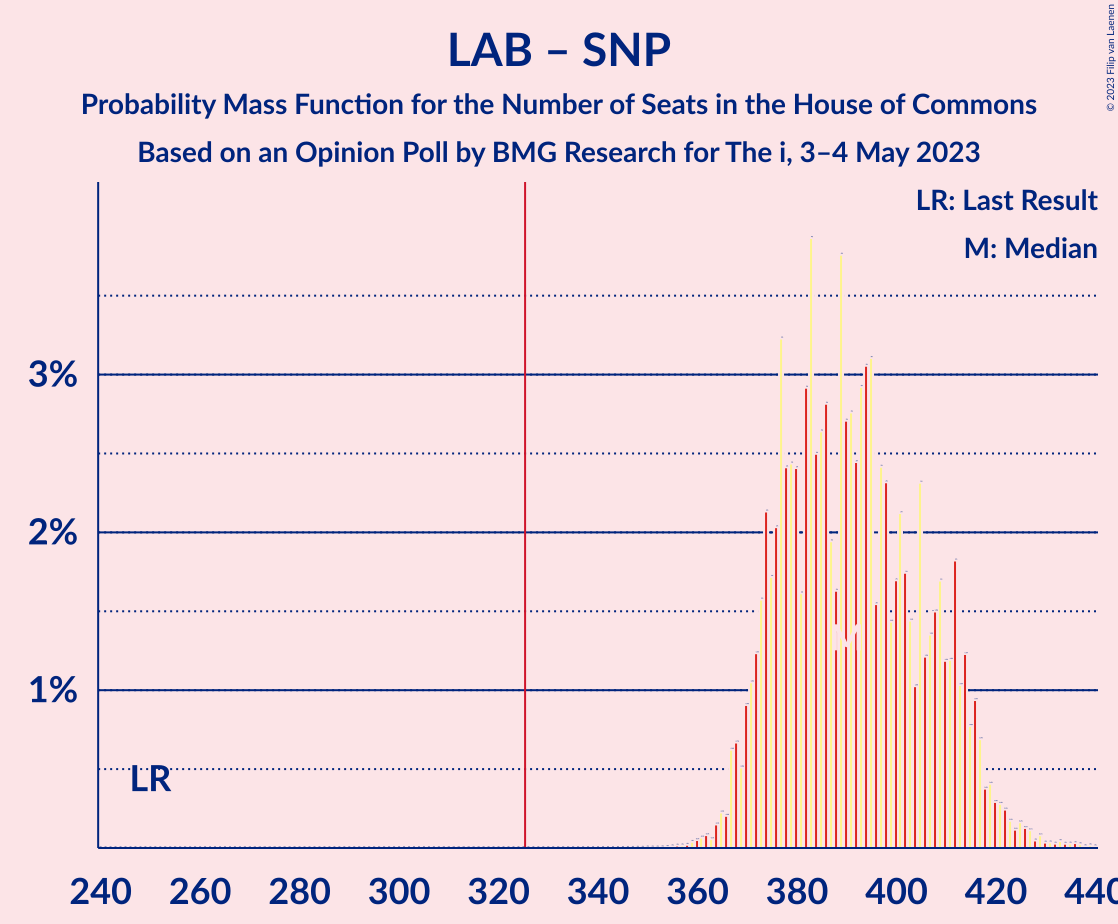 LAB – SNP
Probability Mass Function for the Number of Seats in the House of Commons
Based on an Opinion Poll by BMG Research for The i, 3–4 May 2023
© 2023 Filip van Laenen
LR: Last Result
M: Median
3%
2%
1%
M
LR
240 260 280 300 320 340 360 380 400 420 440